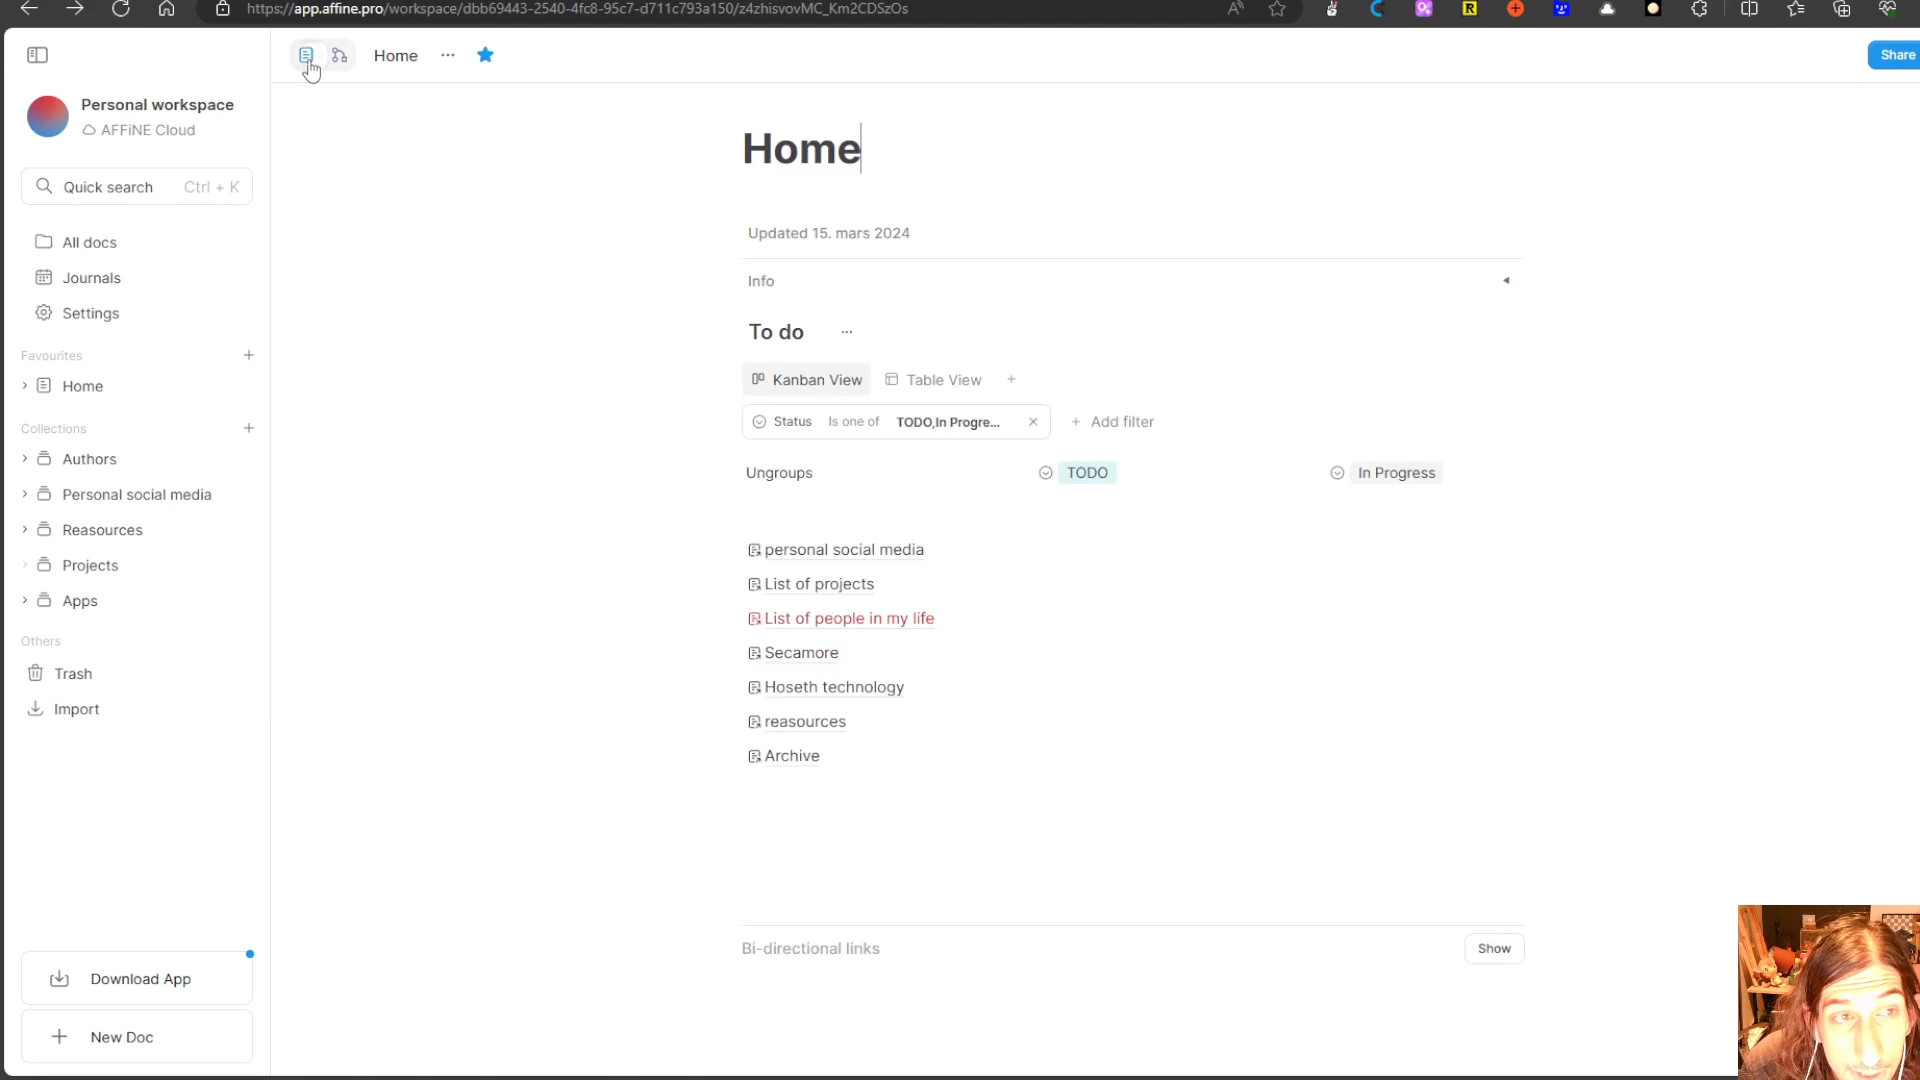 https://app.affine.pro/workspace/dbb69443-2540-4fc8-95c7-d711c793a150/z4zhisvovMC_Km2CDSzOs
Home
Share
Personal workspace
AFFiNE Cloud
Quick search Ctrl + K
All docs
Journals
Settings
Favourites
Home
Collections
Authors
Personal social media
Reasources
Projects
Apps
Others
Trash
Import
Download App
New Doc
Home
Updated 15. mars 2024
Info
To do
Kanban View Table View
Status Is one of TODO,In Progre... Add filter
Ungroups TODO In Progress
personal social media
List of projects
List of people in my life
Secamore
Hoseth technology
reasources
Archive
Bi-directional links Show